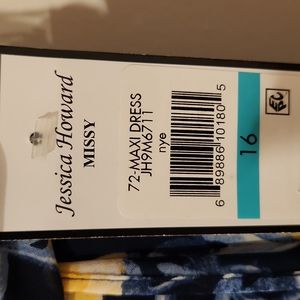 Jessica Howard
MISSY
72-MAXI DRESS
JH9M6711
nye
6 89886 10180 5
16